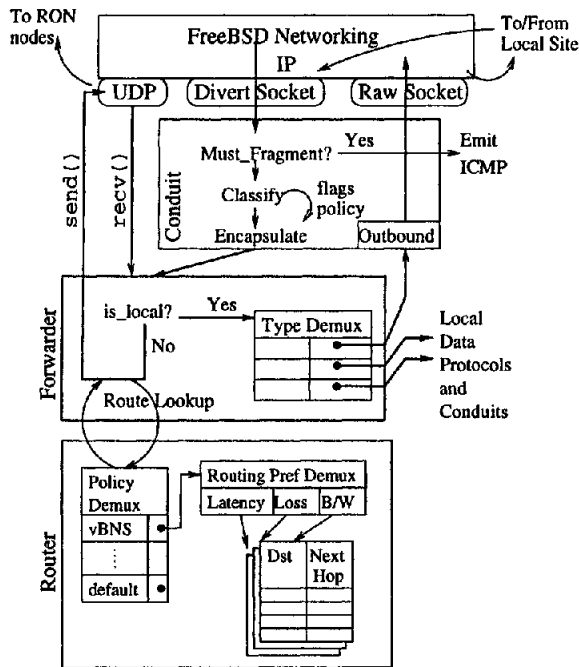 To RON
nodes
FreeBSD Networking
IP
To/From
Local Site
UDP
Divert Socket
Raw Socket
send()
recv()
Conduit
Must_Fragment?
Yes
Emit
ICMP
Classify
flags
policy
Encapsulate
Outbound
Forwarder
is_local?
Yes
No
Type Demux
Local
Data
Protocols
and
Conduits
Route Lookup
Router
Policy
Demux
vBNS
default
Routing Pref Demux
Latency
Loss
B/W
Dst
Next
Hop